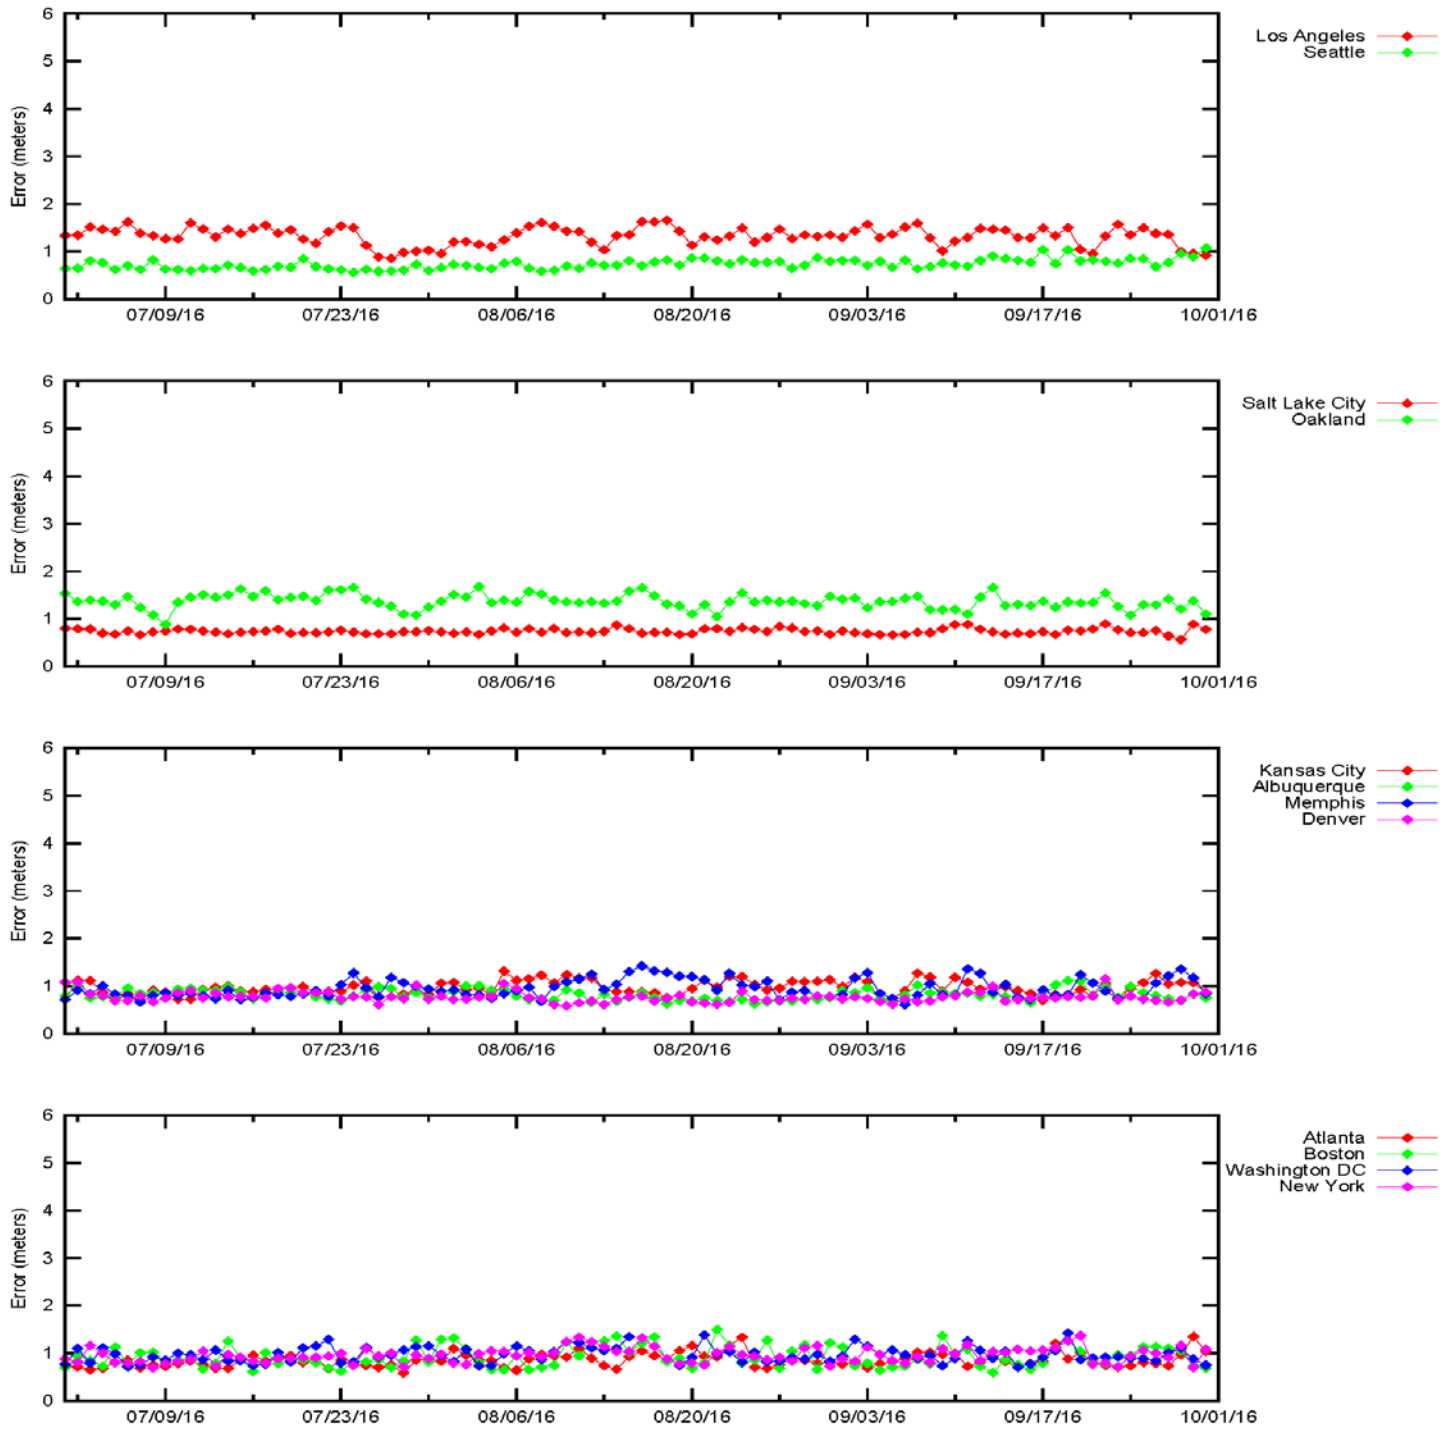 6
5
4
3
2
1
0
Error (meters)
07/09/16 07/23/16 08/06/16 08/20/16 09/03/16 09/17/16 10/01/16
Los Angeles
Seattle
6
5
4
3
2
1
0
Error (meters)
07/09/16 07/23/16 08/06/16 08/20/16 09/03/16 09/17/16 10/01/16
Salt Lake City
Oakland
6
5
4
3
2
1
0
Error (meters)
07/09/16 07/23/16 08/06/16 08/20/16 09/03/16 09/17/16 10/01/16
Kansas City
Albuquerque
Memphis
Denver
6
5
4
3
2
1
0
Error (meters)
07/09/16 07/23/16 08/06/16 08/20/16 09/03/16 09/17/16 10/01/16
Atlanta
Boston
Washington DC
New York